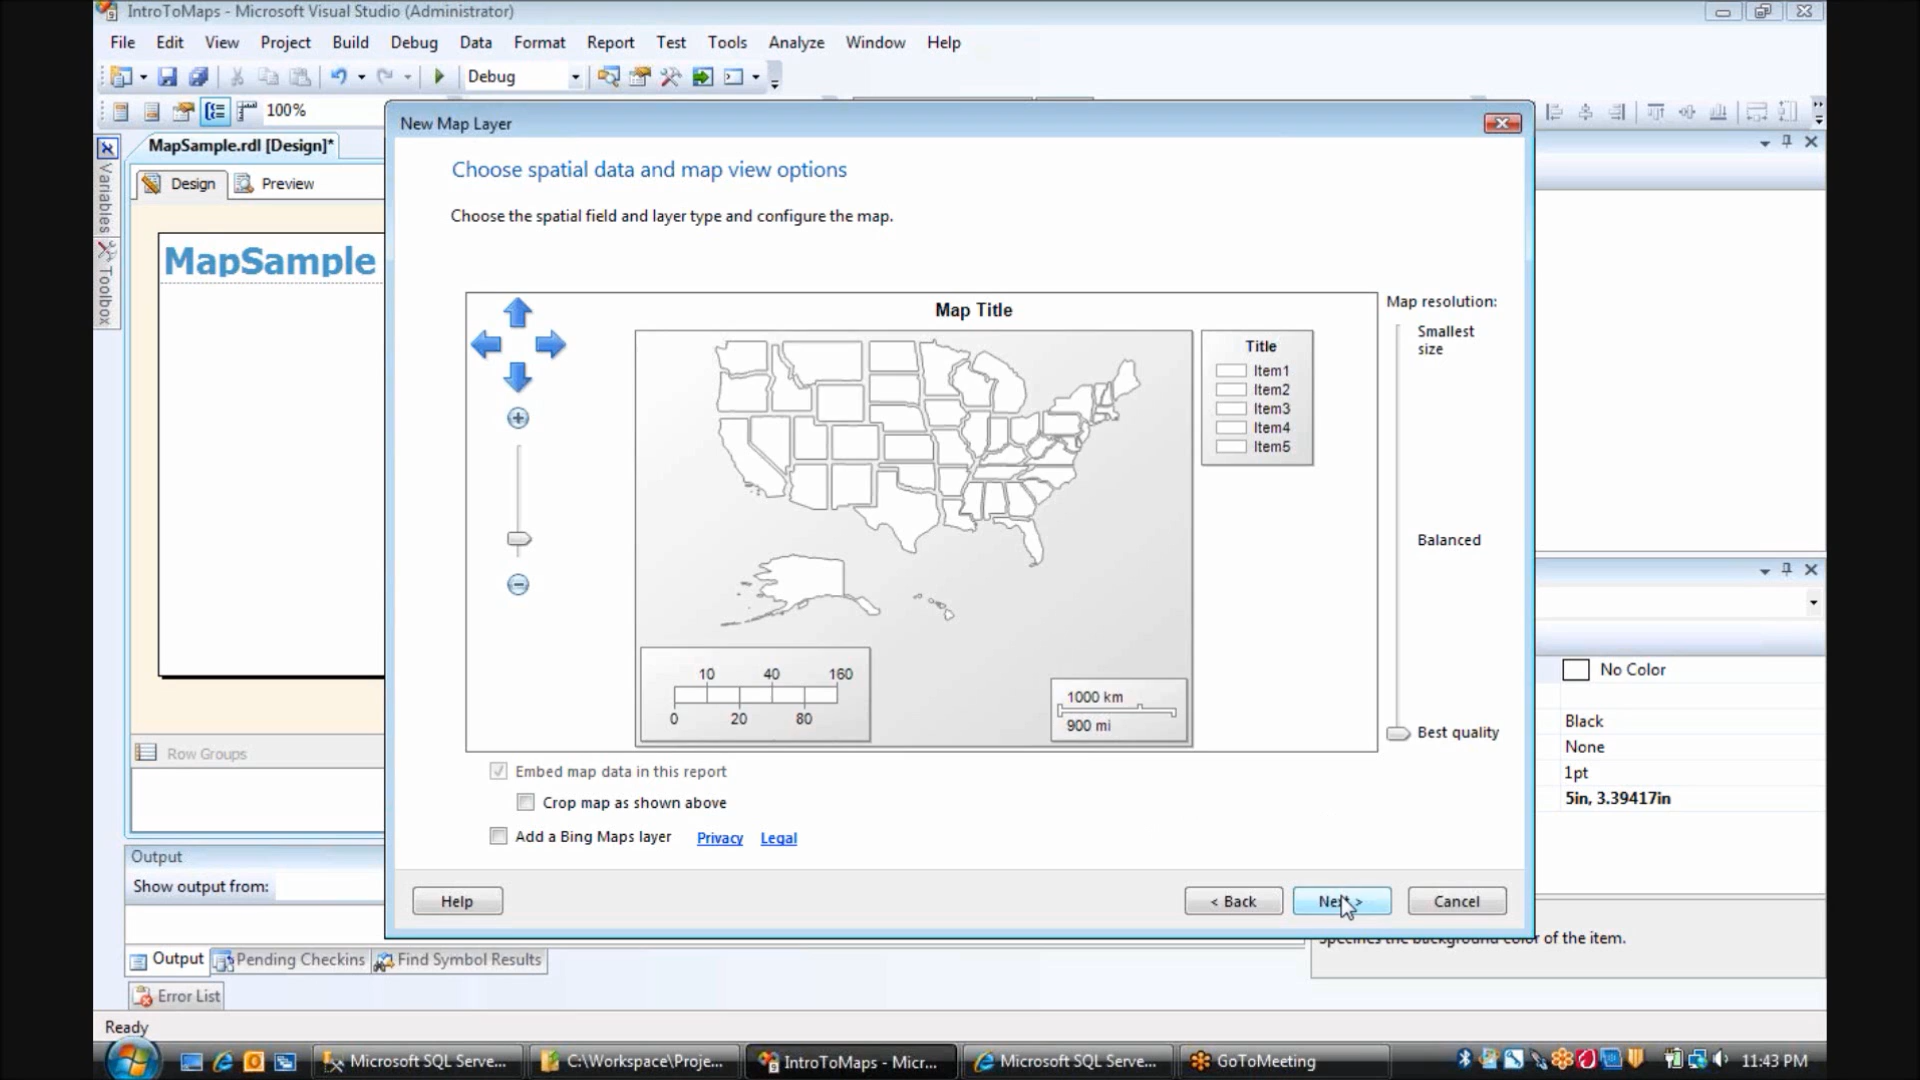 IntroToMaps - Microsoft Visual Studio (Administrator)
File Edit View Project Build Debug Data Format Report Test Tools Analyze Window Help
Debug
100%
MapSample.rdl [Design]*
Design Preview
Variables
Toolbox
MapSample
Row Groups
New Map Layer
Choose spatial data and map view options
Choose the spatial field and layer type and configure the map.
Map Title
Title
Item1
Item2
Item3
Item4
Item5
10 40 160
0 20 80
1000 km
900 mi
Map resolution:
Smallest
size
Balanced
Best quality
Embed map data in this report
Crop map as shown above
Add a Bing Maps layer Privacy Legal
Help < Back Next > Cancel
No Color
Black
None
1pt
5in, 3.39417in
Specifies the background color of the item.
Output
Show output from:
Output Pending Checkins Find Symbol Results
Error List
Ready
Microsoft SQL Serve... C:\Workspace\Proje... IntroToMaps - Micr... Microsoft SQL Serve... GoToMeeting 11:43 PM